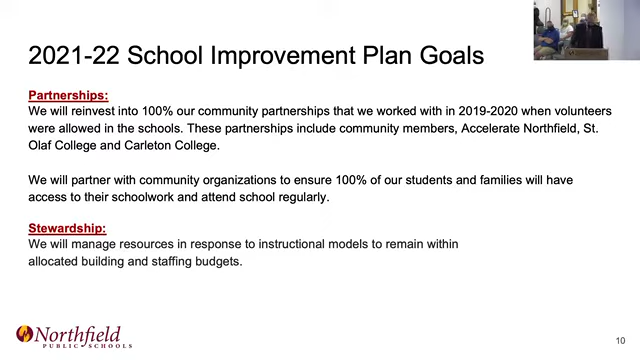 2021-22 School Improvement Plan Goals
Partnerships:
We will reinvest into 100% our community partnerships that we worked with in 2019-2020 when volunteers
were allowed in the schools. These partnerships include community members, Accelerate Northfield, St.
Olaf College and Carleton College.
We will partner with community organizations to ensure 100% of our students and families will have
access to their schoolwork and attend school regularly.
Stewardship:
We will manage resources in response to instructional models to remain within
allocated building and staffing budgets.
Northfield
PUBLIC SCHOOLS
10